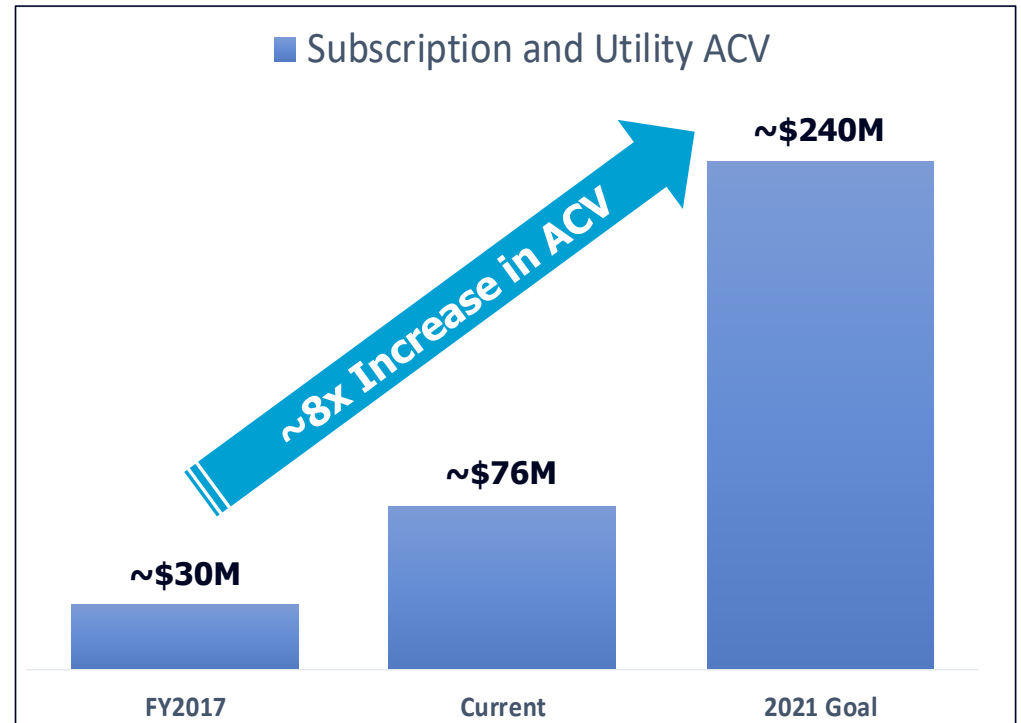 Subscription and Utility ACV
~$240M
~8x Increase in ACV
~$76M
~$30M
FY2017
Current
2021 Goal